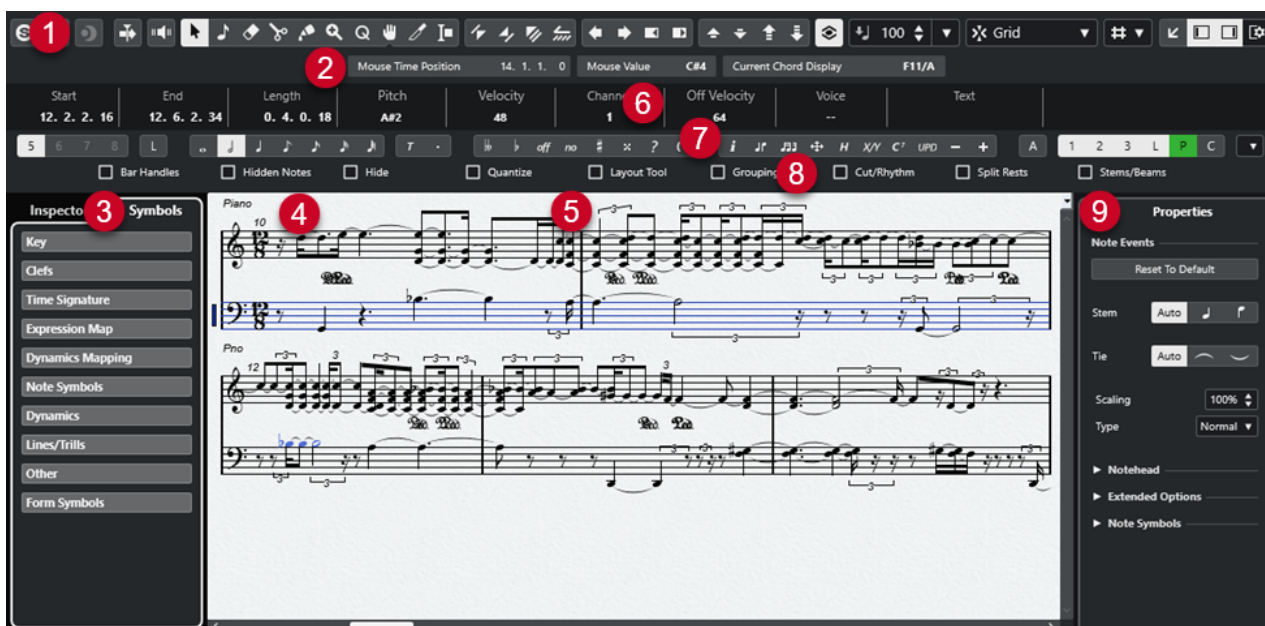 S 1 Q 100 Grid
2 Mouse Time Position 14. 1. 1. 0 Mouse Value C#4 Current Chord Display F11/A
Start End Length Pitch Velocity Chann 6 Off Velocity Voice Text
12. 2. 2. 16 12. 6. 2. 34 0. 4. 0. 18 A#2 48 1 64 --
5 6 7 8 L T . off no x ? 7 i H X/Y C7 UPD - + A 1 2 3 L P C
Bar Handles Hidden Notes Hide Quantize Layout Tool Grouping 8 Cut/Rhythm Split Rests Stems/Beams
Inspecto 3 Symbols
Key
Clefs
Time Signature
Expression Map
Dynamics Mapping
Note Symbols
Dynamics
Lines/Trills
Other
Form Symbols
Piano
4 5
10
12 8
12 8
Pno
12
9 Properties
Note Events
Reset To Default
Stem Auto
Tie Auto
Scaling 100%
Type Normal
Notehead
Extended Options
Note Symbols